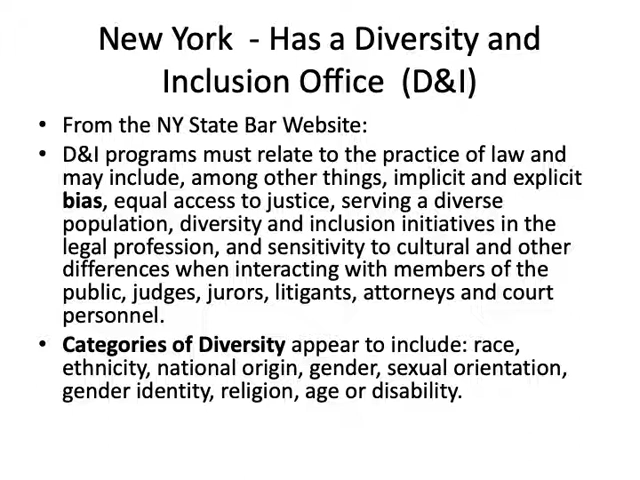 New York  - Has a Diversity and
Inclusion Office  (D&I)
• From the NY State Bar Website:
• D&I programs must relate to the practice of law and
may include, among other things, implicit and explicit
bias, equal access to justice, serving a diverse
population, diversity and inclusion initiatives in the
legal profession, and sensitivity to cultural and other
differences when interacting with members of the
public, judges, jurors, litigants, attorneys and court
personnel.
• Categories of Diversity appear to include: race,
ethnicity, national origin, gender, sexual orientation,
gender identity, religion, age or disability.